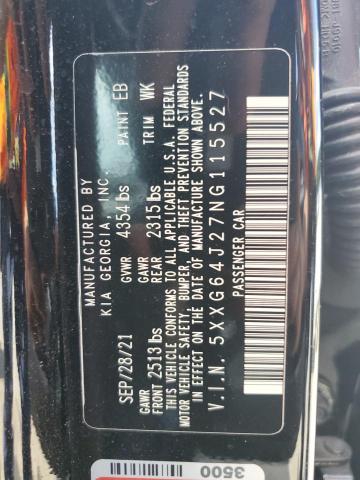 MANUFACTURED BY
KIA GEORGIA, INC.
SEP/28/21 GVWR 4354 lbs PAINT EB
GAWR FRONT 2513 lbs GAWR REAR 2315 lbs TRIM WK
THIS VEHICLE CONFORMS TO ALL APPLICABLE U.S.A. FEDERAL
MOTOR VEHICLE SAFETY, BUMPER, AND THEFT PREVENTION STANDARDS
IN EFFECT ON THE DATE OF MANUFACTURE SHOWN ABOVE.
V.I.N. 5XXG64J27NG115527
PASSENGER CAR
3500